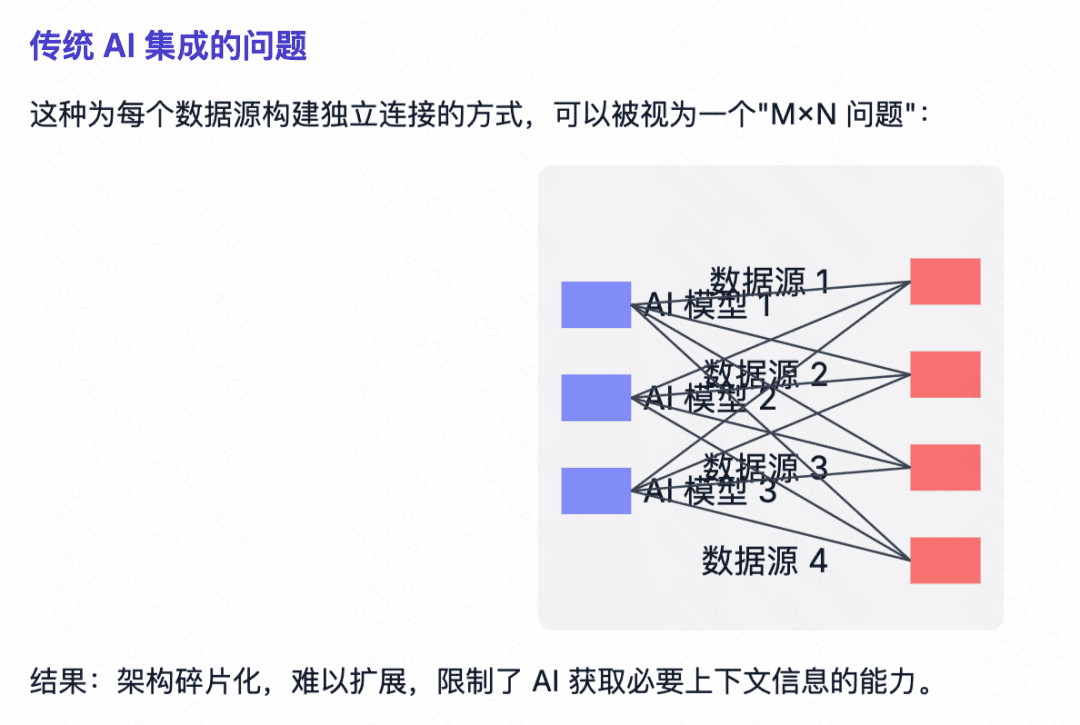 传统 AI 集成的问题
这种为每个数据源构建独立连接的方式，可以被视为一个"M×N 问题"：
数据源 1
AI 模型 1
数据源 2
AI 模型 2
数据源 3
AI 模型 3
数据源 4
结果：架构碎片化，难以扩展，限制了 AI 获取必要上下文信息的能力。